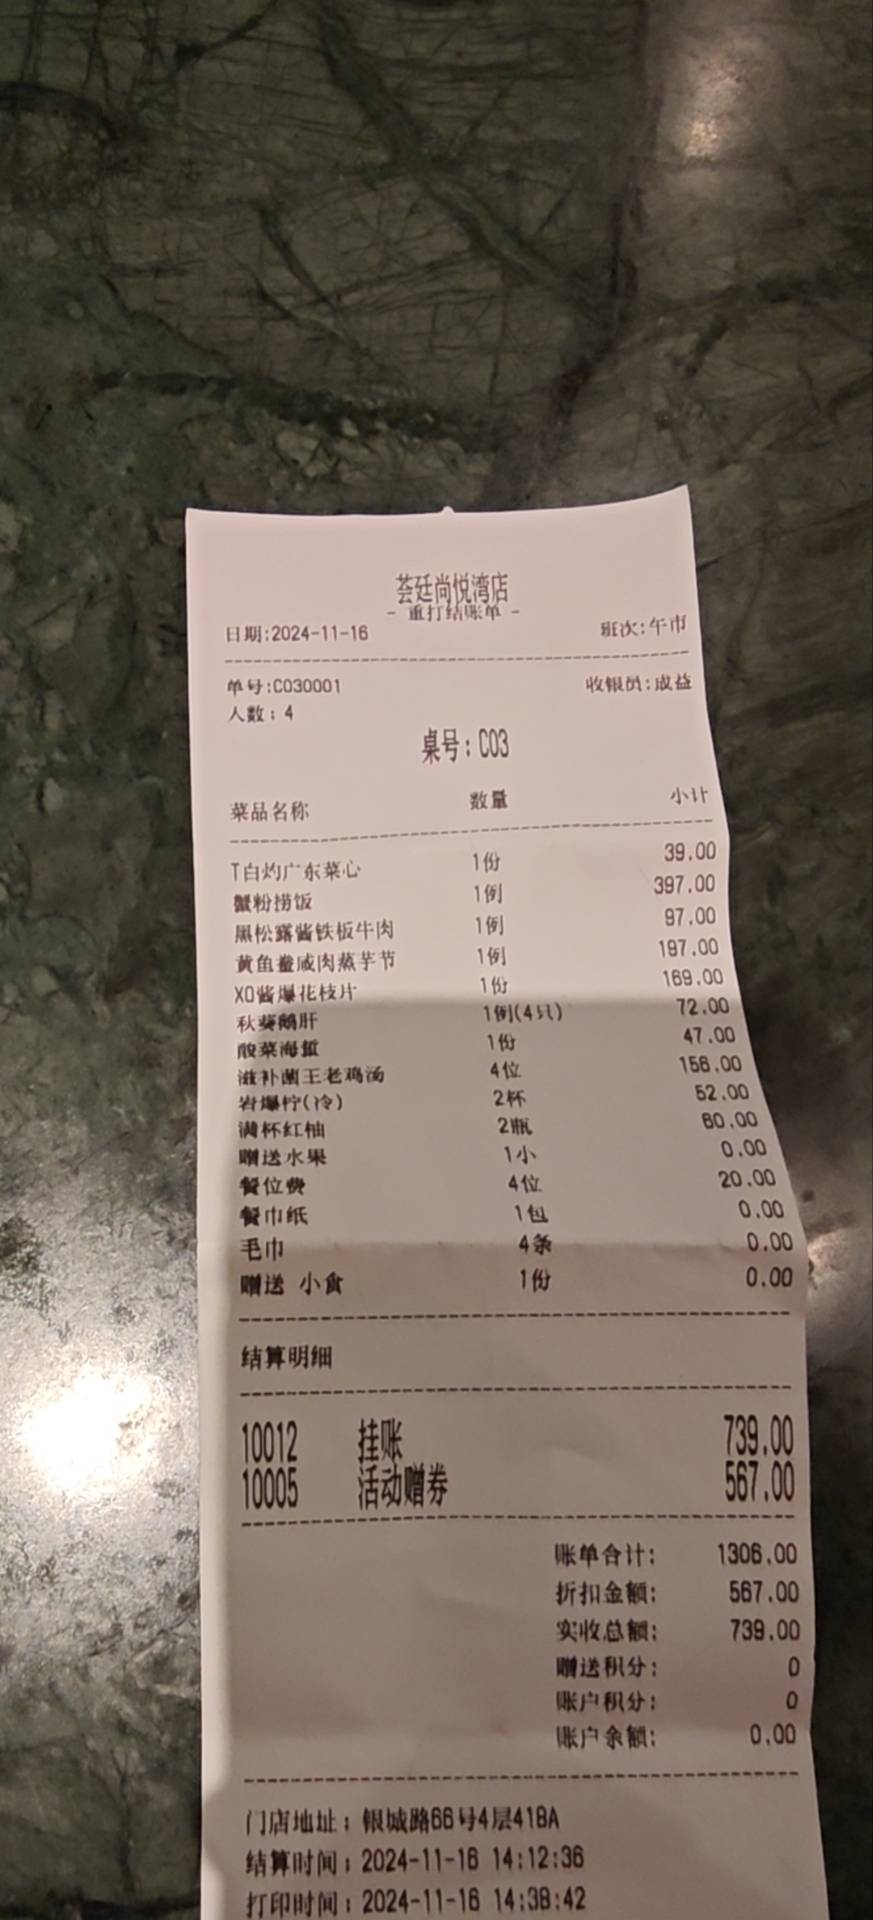 荟廷尚悦湾店
- 重打结账单 -
日期:2024-11-16 班次:午市
单号:C030001 收银员:成益
人数: 4
桌号: C03
菜品名称 数量 小计
T白灼广东菜心 1份 39.00
蟹粉捞饭 1例 397.00
黑松露酱铁板牛肉 1例 97.00
黄鱼鲞咸肉蒸芋节 1例 197.00
XO酱爆花枝片 1份 169.00
秋葵鹅肝 1例(4只) 72.00
酸菜海蜇 1份 47.00
滋补菌王老鸡汤 4位 156.00
岩爆柠(冷) 2杯 52.00
满杯红柚 2瓶 60.00
赠送水果 1小 0.00
餐位费 4位 20.00
餐巾纸 1包 0.00
毛巾 4条 0.00
赠送 小食 1份 0.00
结算明细
10012 挂账 739.00
10005 活动赠券 567.00
账单合计: 1306.00
折扣金额: 567.00
实收总额: 739.00
赠送积分: 0
账户积分: 0
账户余额: 0.00
门店地址: 银城路66号4层418A
结算时间: 2024-11-16 14:12:36
打印时间: 2024-11-16 14:38:42